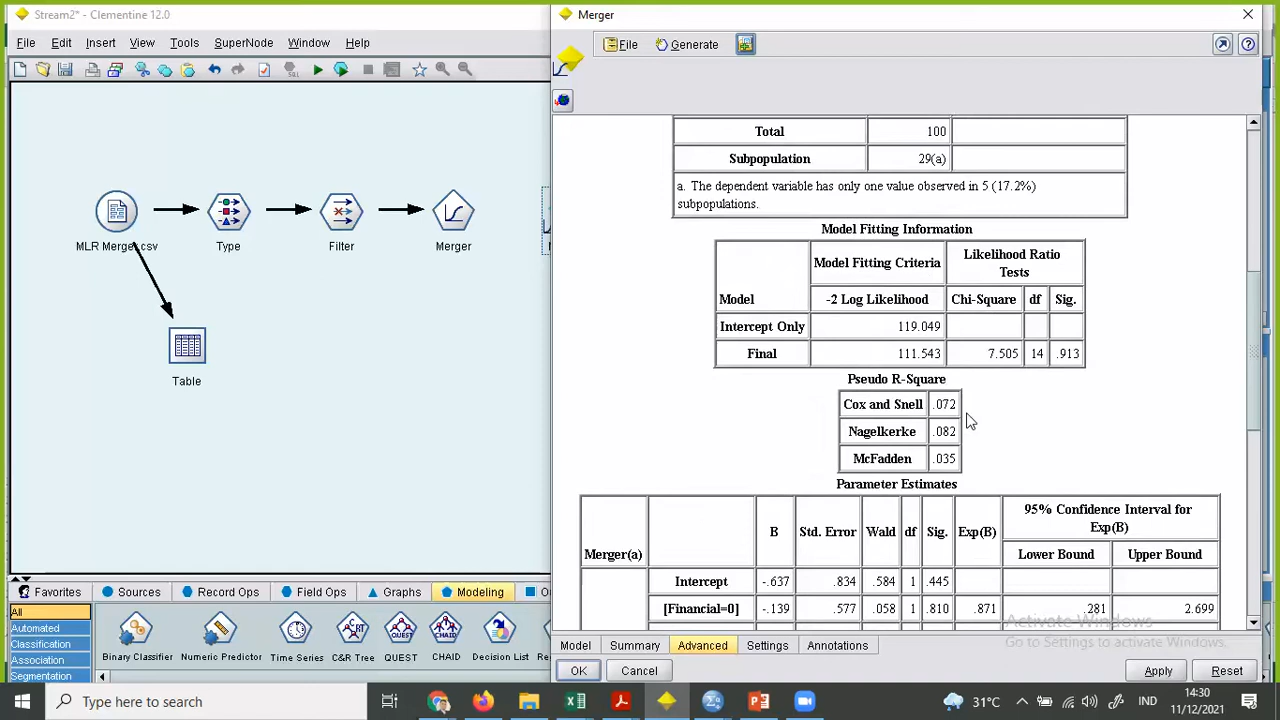 Stream2* - Clementine 12.0
File Edit Insert View Tools SuperNode Window Help
MLR Merger.csv
Type
Filter
Merger
Table
Favorites Sources Record Ops Field Ops Graphs Modeling
All
Automated
Classification
Association
Segmentation
Binary Classifier Numeric Predictor Time Series C&R Tree QUEST CHAID Decision List
Merger
File Generate
Total 100
Subpopulation 29(a)
a. The dependent variable has only one value observed in 5 (17.2%)
subpopulations.
Model Fitting Information
Model Fitting Criteria Likelihood Ratio
Tests
Model -2 Log Likelihood Chi-Square df Sig.
Intercept Only 119.049
Final 111.543 7.505 14 .913
Pseudo R-Square
Cox and Snell .072
Nagelkerke .082
McFadden .035
Parameter Estimates
Merger(a) B Std. Error Wald df Sig. Exp(B) 95% Confidence Interval for
Exp(B)
Lower Bound Upper Bound
Intercept -.637 .834 .584 1 .445
[Financial=0] -.139 .577 .058 1 .810 .871 .281 2.699
Activate Windows
Go to Settings to activate Windows.
Model Summary Advanced Settings Annotations
OK Cancel Apply Reset
Type here to search
31°C IND
14:30
11/12/2021